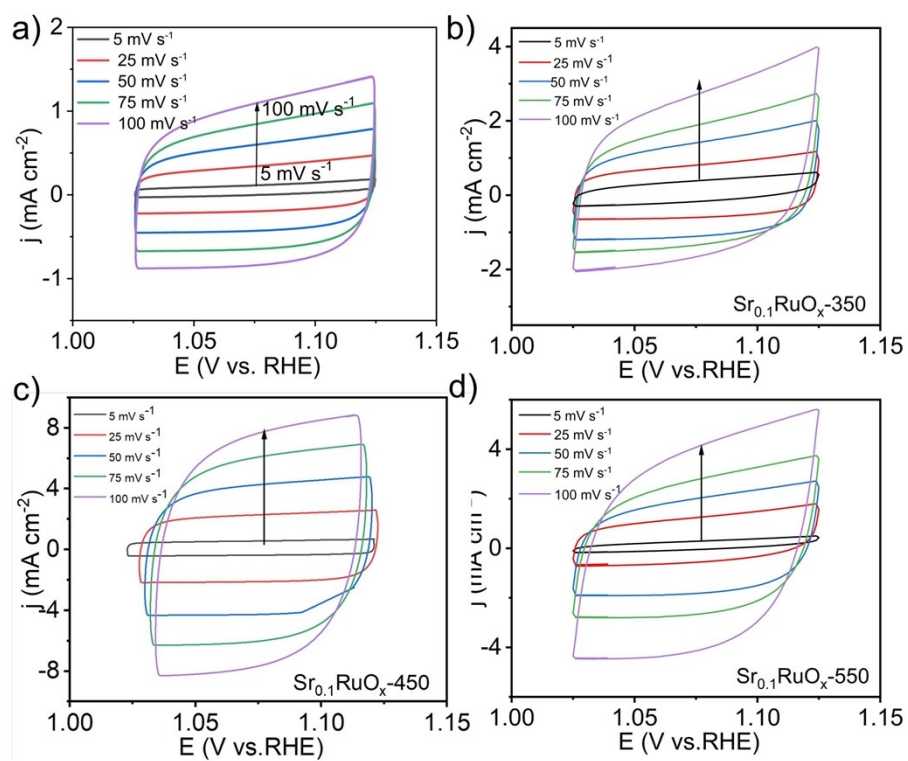 a)
5 mV s⁻¹
25 mV s⁻¹
50 mV s⁻¹
75 mV s⁻¹
100 mV s⁻¹
100 mV s⁻¹
5 mV s⁻¹
j (mA cm⁻²)
2
1
0
-1
1.00
1.05
1.10
1.15
E (V vs. RHE)
b)
5 mV s⁻¹
25 mV s⁻¹
50 mV s⁻¹
75 mV s⁻¹
100 mV s⁻¹
j (mA cm⁻²)
4
2
0
-2
Sr₀.₁RuOₓ-350
1.00
1.05
1.10
1.15
E (V vs.RHE)
c)
5 mV s⁻¹
25 mV s⁻¹
50 mV s⁻¹
75 mV s⁻¹
100 mV s⁻¹
j (mA cm⁻²)
8
4
0
-4
-8
Sr₀.₁RuOₓ-450
1.00
1.05
1.10
1.15
E (V vs.RHE)
d)
5 mV s⁻¹
25 mV s⁻¹
50 mV s⁻¹
75 mV s⁻¹
100 mV s⁻¹
4
0
-4
Sr₀.₁RuOₓ-550
1.00
1.05
1.10
1.15
E (V vs.RHE)